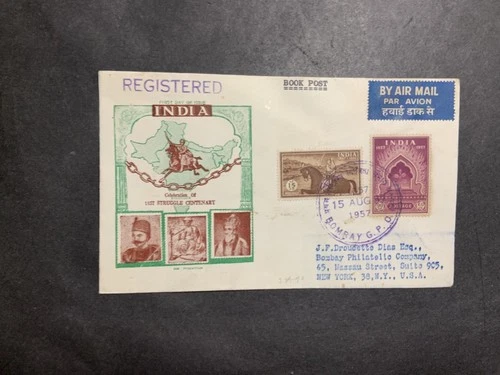 REGISTERED
BOOK POST
BY AIR MAIL
PAR AVION
हवाई डाक से
FIRST DAY OF ISSUE
INDIA
Celebration Of
1857 STRUGGLE CENTENARY
INDIA
15
INDIA
1857 1957
15 AUG
1957
BOMBAY G.P.O.
J.F.Drouette Dias Esq.,
Bombay Philatelic Company,
45, Nassau Street, Suite 905,
NEW YORK, 38,N.Y., U.S.A.